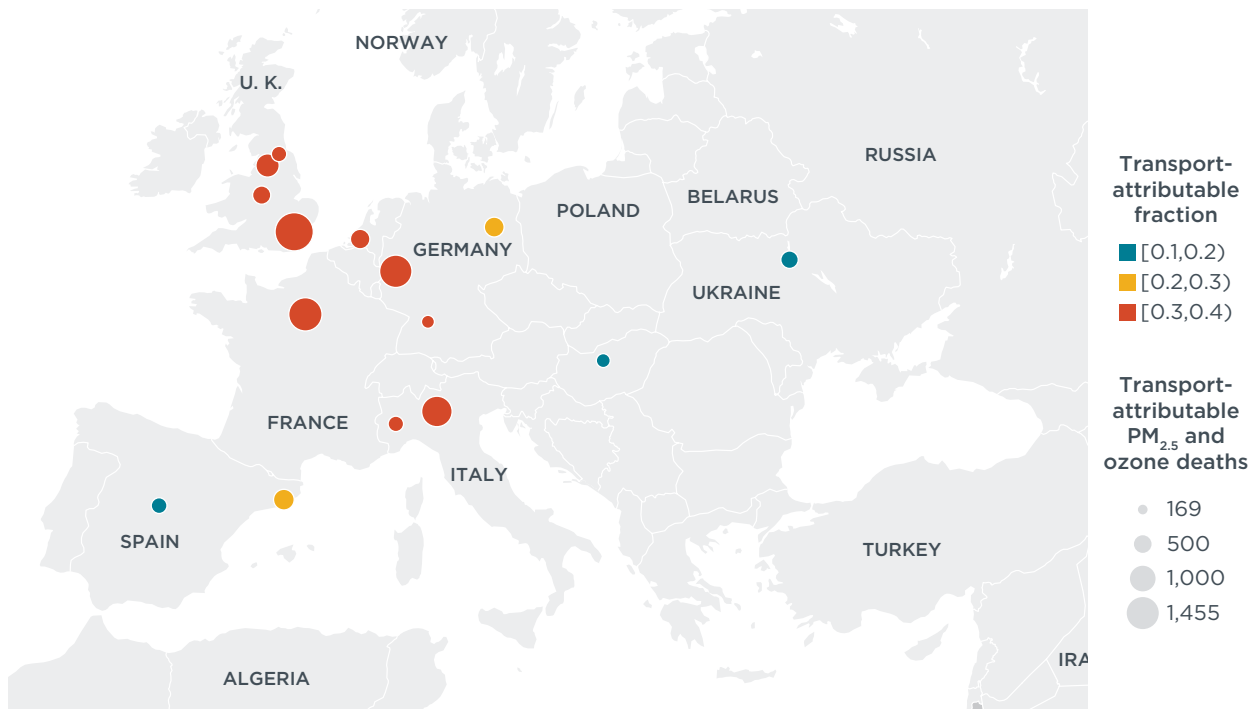 NORWAY
U. K.
RUSSIA
BELARUS
POLAND
GERMANY
UKRAINE
FRANCE
ITALY
SPAIN
TURKEY
ALGERIA
IRA
Transport-
attributable
fraction
[0.1,0.2)
[0.2,0.3)
[0.3,0.4)
Transport-
attributable
PM2.5 and
ozone deaths
169
500
1,000
1,455